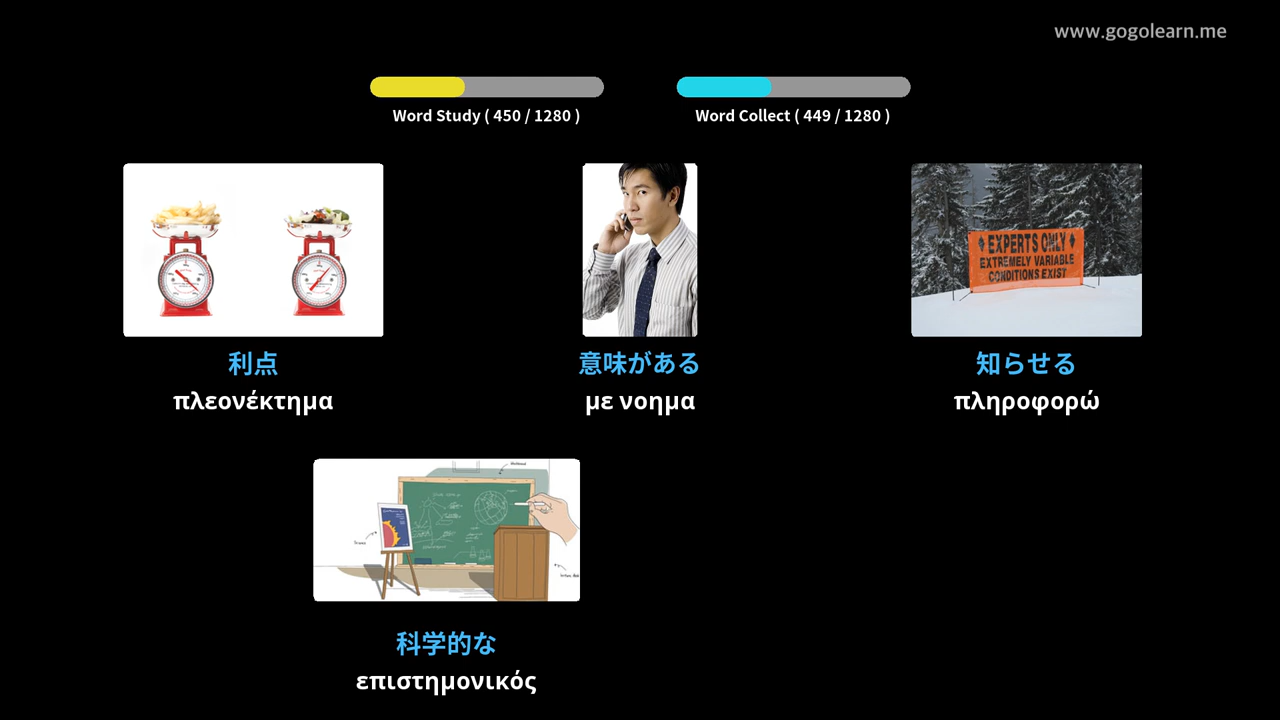 www.gogolearn.me
Word Study ( 450 / 1280 )
Word Collect ( 449 / 1280 )
EXPERTS ONLY
EXTREMELY VARIABLE
CONDITIONS EXIST
利点
πλεονέκτημα
意味がある
με νοημα
知らせる
πληροφορώ
科学的な
επιστημονικός